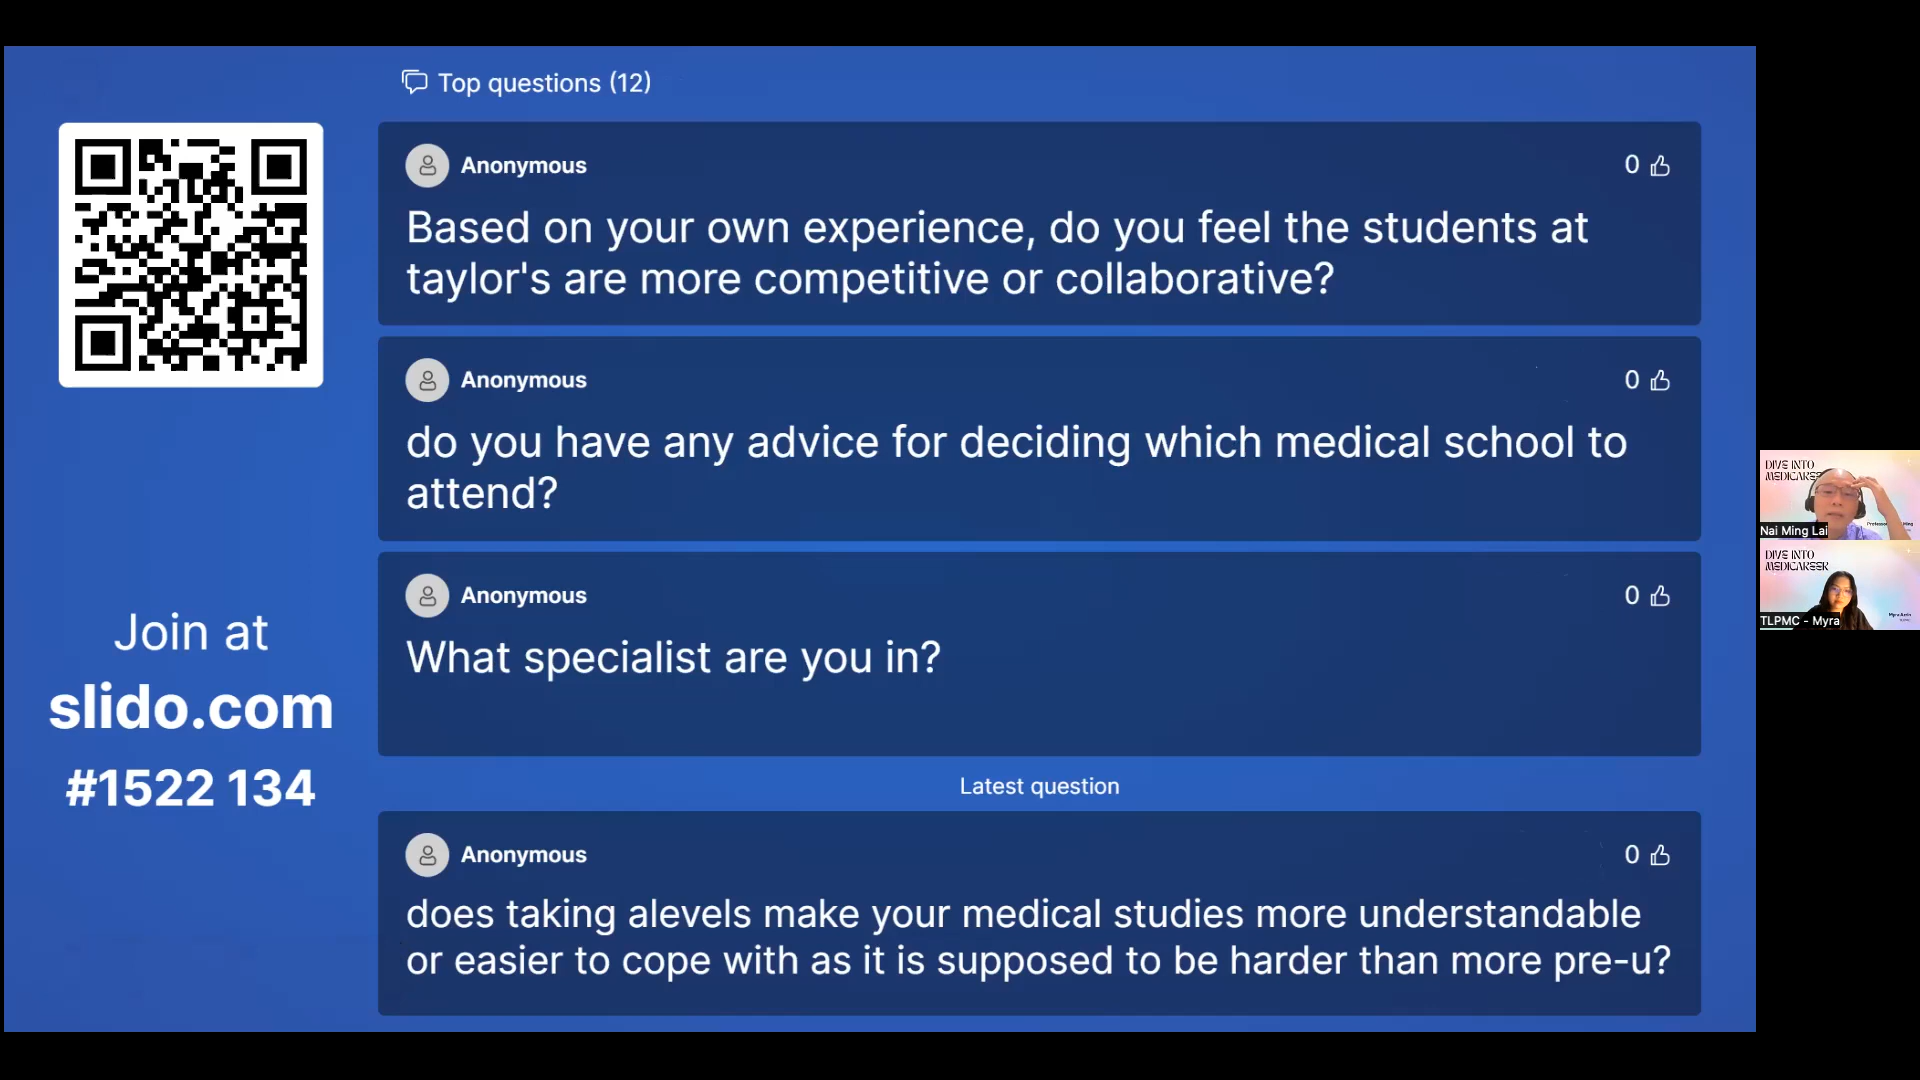 Top questions (12)
Anonymous
0
Based on your own experience, do you feel the students at
taylor's are more competitive or collaborative?
Anonymous
0
do you have any advice for deciding which medical school to
attend?
Anonymous
0
What specialist are you in?
Latest question
Anonymous
0
does taking alevels make your medical studies more understandable
or easier to cope with as it is supposed to be harder than more pre-u?
Join at
slido.com
#1522 134
DIVE INTO
Nai Ming Lai
DIVE INTO
MEDICAREER
TLPMC - Myra